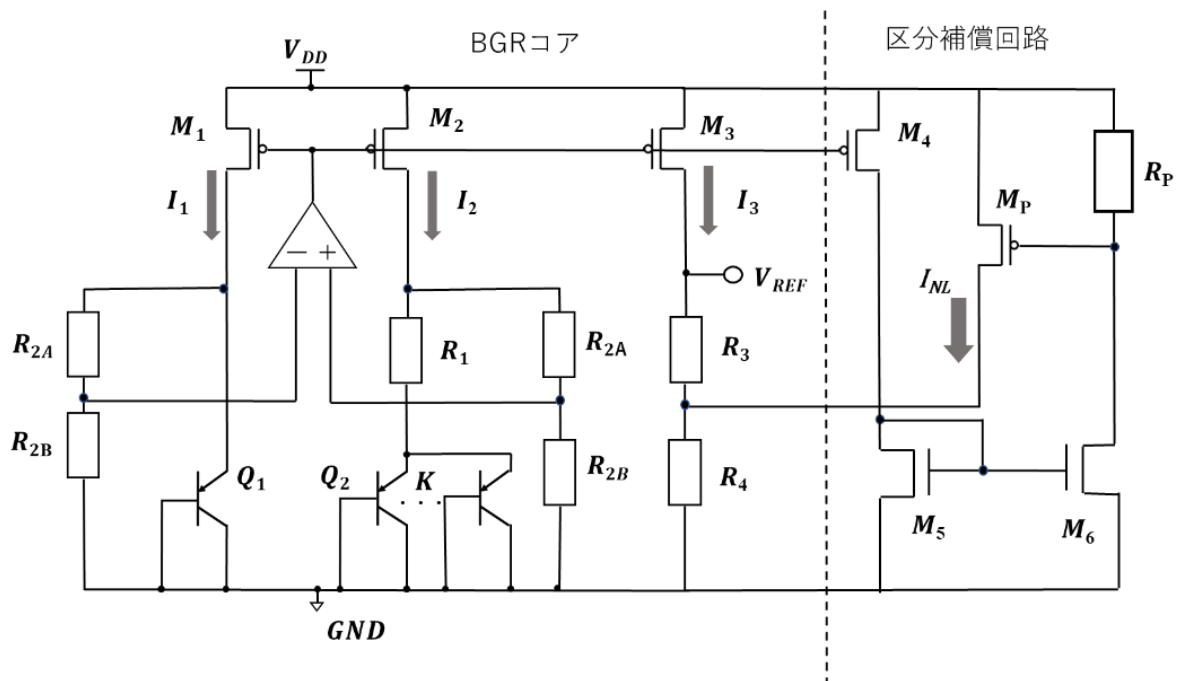 BGRコア
区分補償回路
V_DD
M_1
M_2
M_3
M_4
R_P
M_P
I_1
I_2
I_3
− +
V_REF
I_NL
R_2A
R_1
R_2A
R_3
R_2B
Q_1
Q_2
K
. . .
R_2B
R_4
M_5
M_6
GND